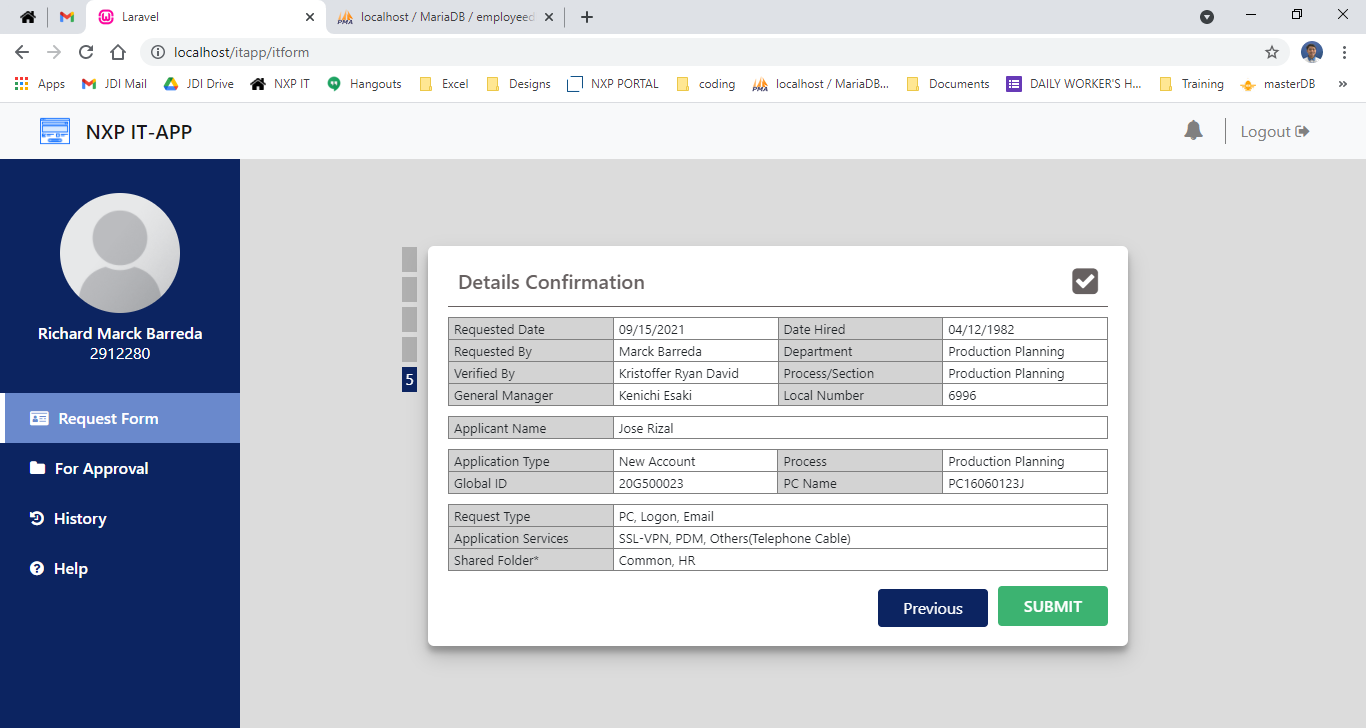 Laravel
localhost / MariaDB / employeed
localhost/itapp/itform
Apps JDI Mail JDI Drive NXP IT Hangouts Excel Designs NXP PORTAL coding localhost / MariaDB... Documents DAILY WORKER'S H... Training masterDB »
NXP IT-APP
Logout
Richard Marck Barreda
2912280
Request Form
For Approval
History
Help
5
Details Confirmation
Requested Date 09/15/2021 Date Hired 04/12/1982
Requested By Marck Barreda Department Production Planning
Verified By Kristoffer Ryan David Process/Section Production Planning
General Manager Kenichi Esaki Local Number 6996
Applicant Name Jose Rizal
Application Type New Account Process Production Planning
Global ID 20G500023 PC Name PC16060123J
Request Type PC, Logon, Email
Application Services SSL-VPN, PDM, Others(Telephone Cable)
Shared Folder* Common, HR
Previous SUBMIT